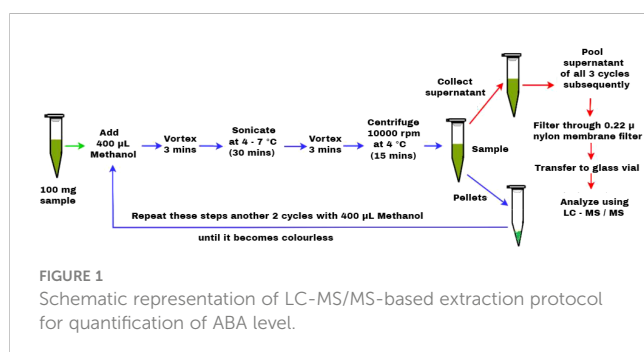 100 mg
sample
Add
400 µL
Methanol
Vortex
3 mins
Sonicate
at 4 - 7 °C
(30 mins)
Vortex
3 mins
Centrifuge
10000 rpm
at 4 °C
(15 mins)
Sample
Collect
supernatant
Pool
supernatant
of all 3 cycles
subsequently
Filter through 0.22 µ
nylon membrane filter
Transfer to glass vial
Analyze using
LC - MS / MS
Pellets
Repeat these steps another 2 cycles with 400 µL Methanol
until it becomes colourless
FIGURE 1
Schematic representation of LC-MS/MS-based extraction protocol
for quantification of ABA level.